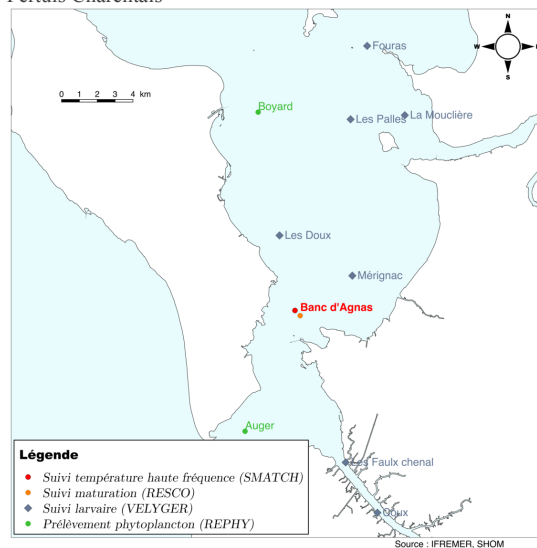 Pertuis Charentais
N
W
E
S
Fouras
0 1 2 3 4 km
Boyard
Les Palles
La Mouclière
Les Doux
Mérignac
Banc d'Agnas
Auger
Les Faulx chenal
Légende
Suivi température haute fréquence (SMATCH)
Suivi maturation (RESCO)
Suivi larvaire (VELYGER)
Prélèvement phytoplancton (REPHY)
Source : IFREMER, SHOM